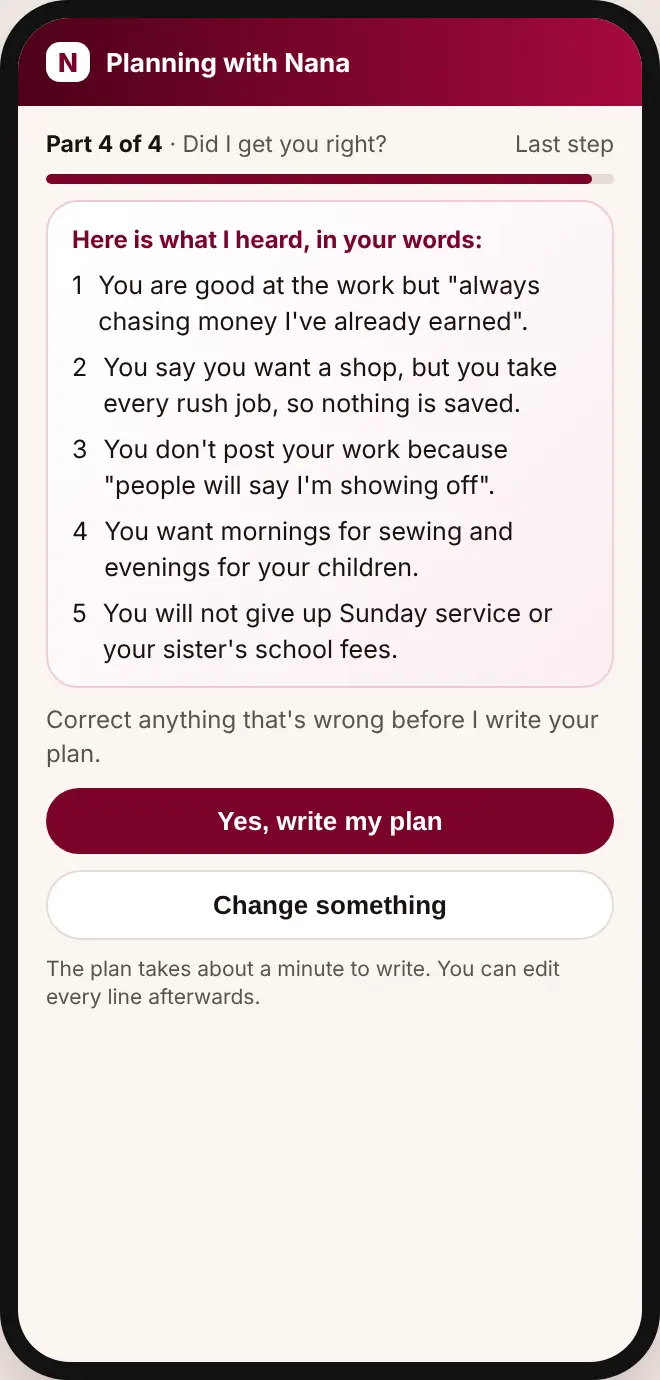 N Planning with Nana
Part 4 of 4 · Did I get you right? Last step
Here is what I heard, in your words:
1 You are good at the work but "always
chasing money I've already earned".
2 You say you want a shop, but you take
every rush job, so nothing is saved.
3 You don't post your work because
"people will say I'm showing off".
4 You want mornings for sewing and
evenings for your children.
5 You will not give up Sunday service or
your sister's school fees.
Correct anything that's wrong before I write your
plan.
Yes, write my plan
Change something
The plan takes about a minute to write. You can edit
every line afterwards.